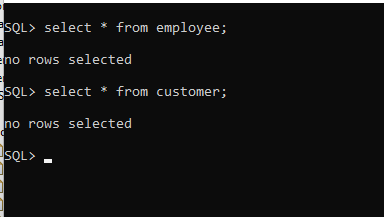 SQL> select * from employee;
no rows selected
SQL> select * from customer;
no rows selected
SQL>